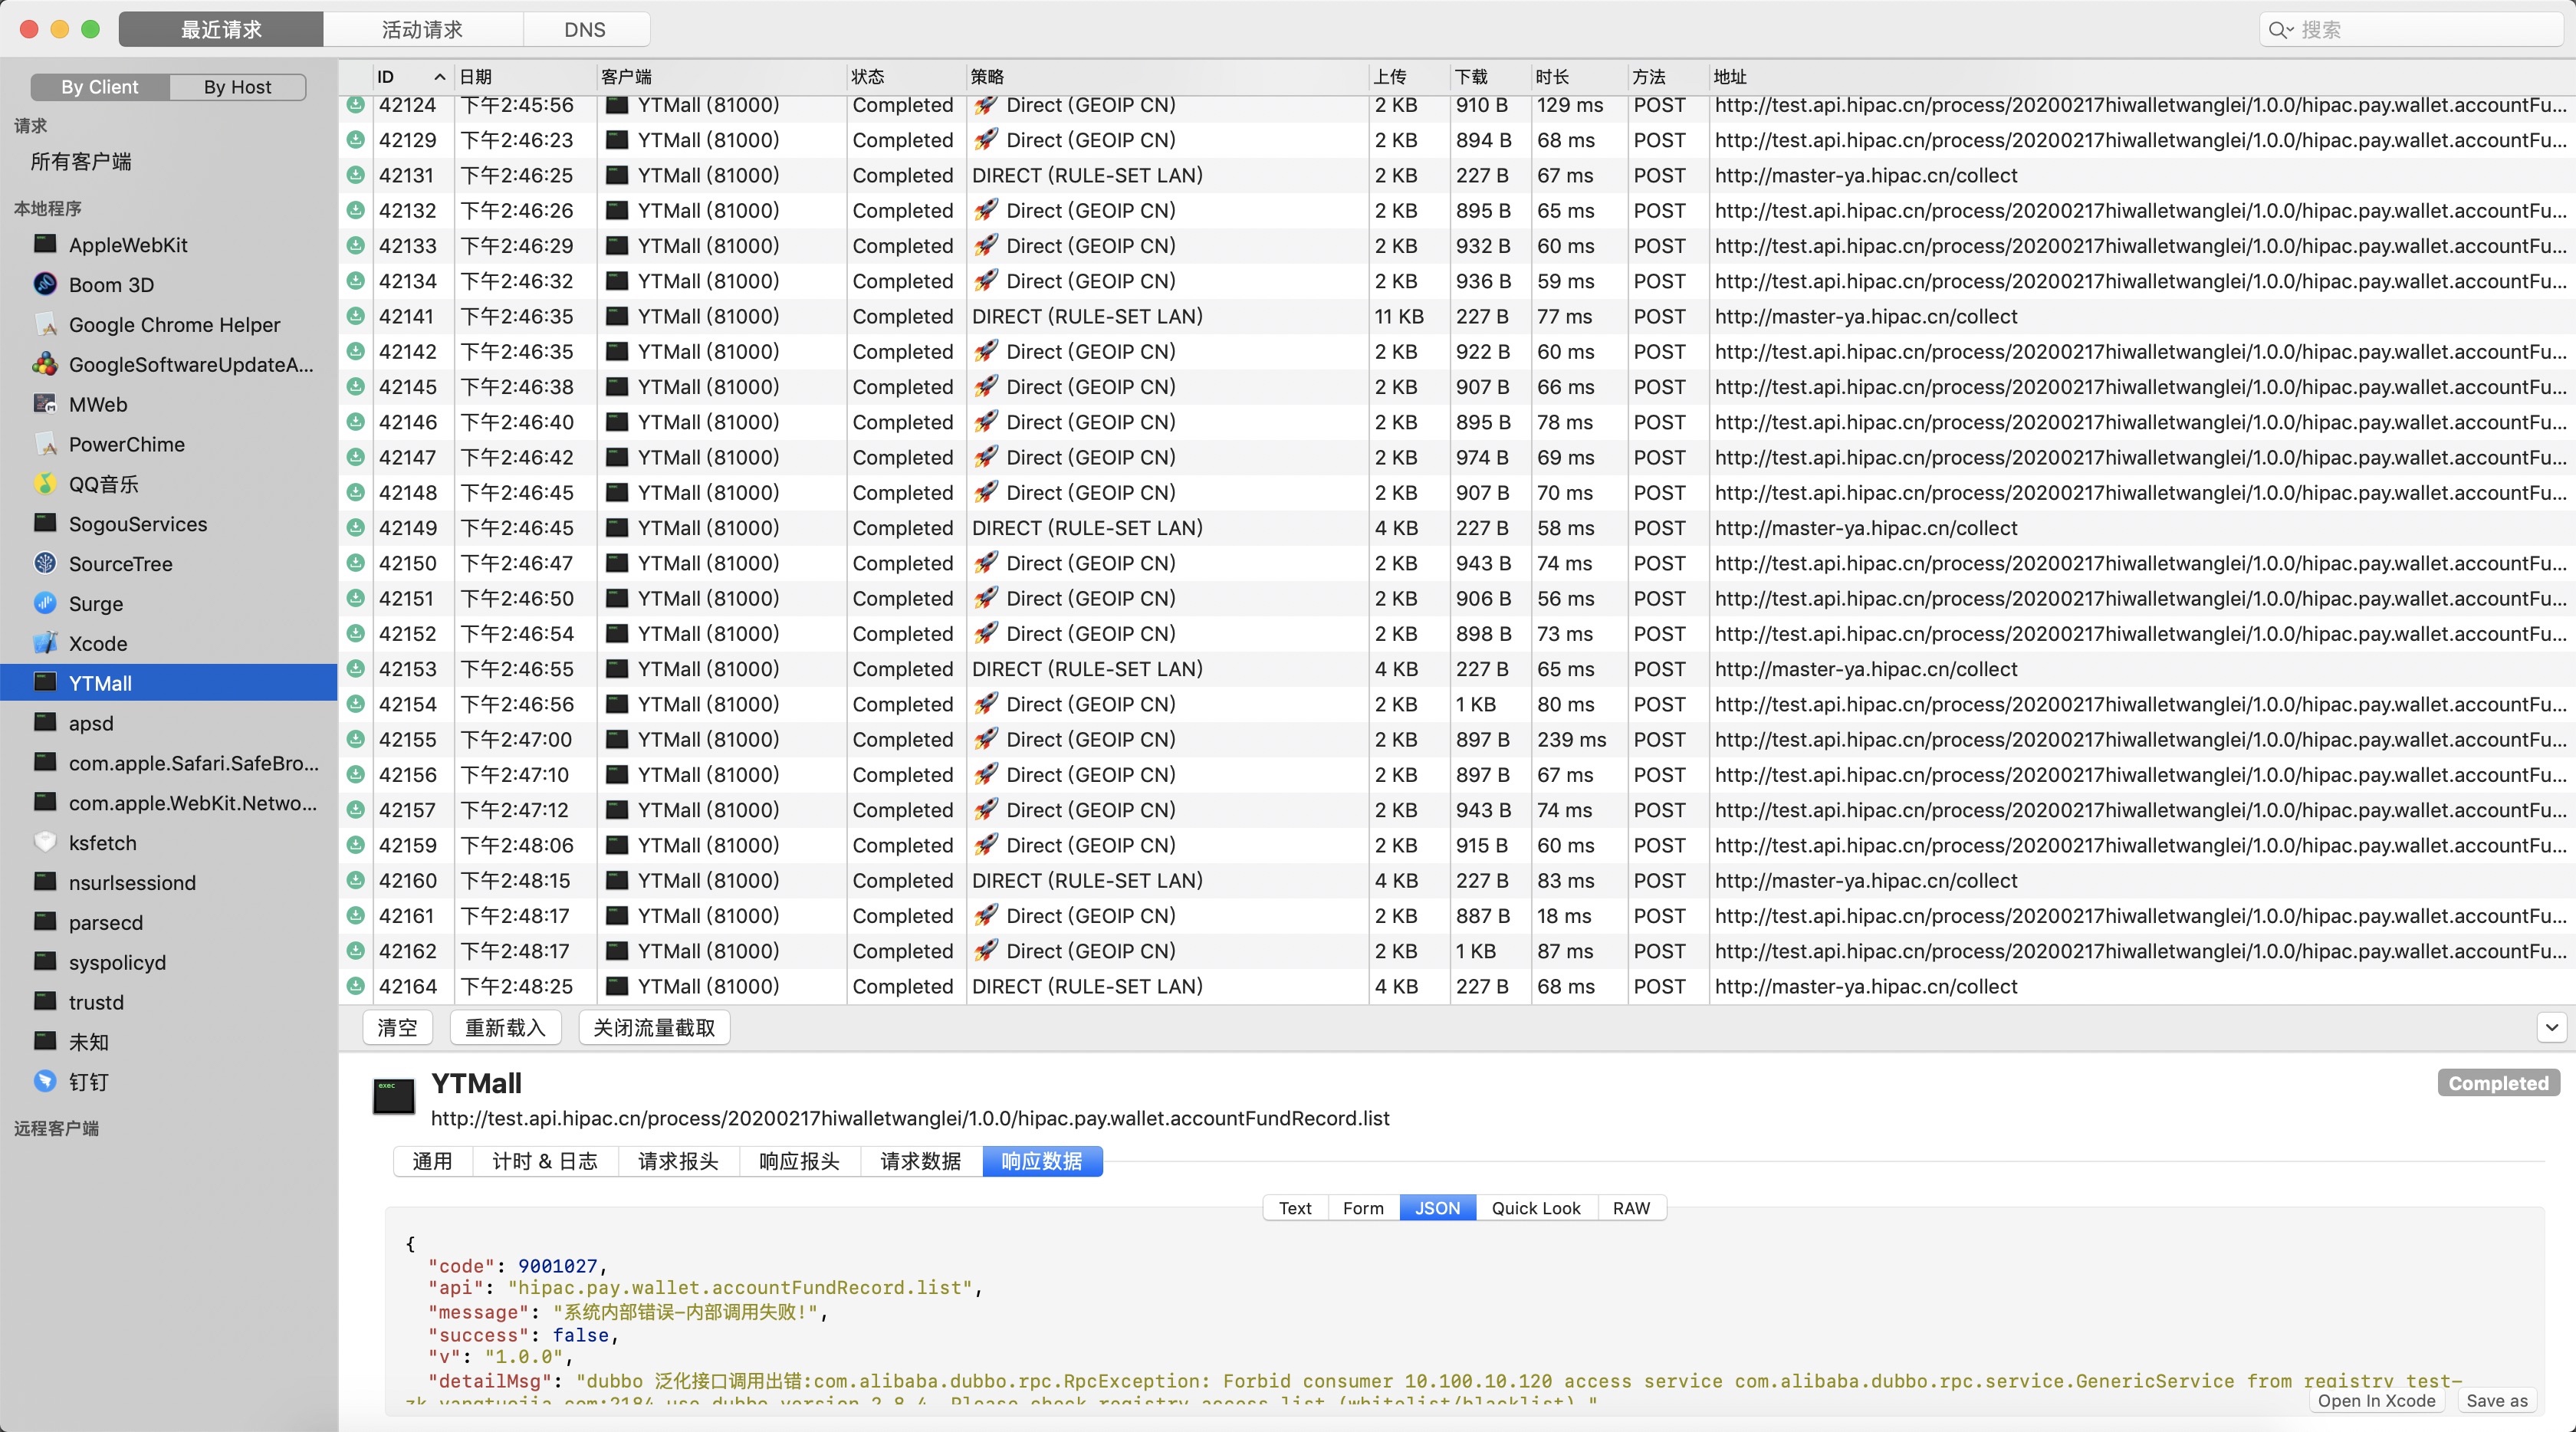 最近请求 活动请求 DNS 搜索
By Client By Host
请求
所有客户端
本地程序
AppleWebKit
Boom 3D
Google Chrome Helper
GoogleSoftwareUpdateA...
MWeb
PowerChime
QQ音乐
SogouServices
SourceTree
Surge
Xcode
YTMall
apsd
com.apple.Safari.SafeBro...
com.apple.WebKit.Netwo...
ksfetch
nsurlsessiond
parsecd
syspolicyd
trustd
未知
钉钉
远程客户端
ID 日期 客户端 状态 策略 上传 下载 时长 方法 地址
42124 下午2:45:56 YTMall (81000) Completed 🚀 Direct (GEOIP CN) 2 KB 910 B 129 ms POST http://test.api.hipac.cn/process/20200217hiwalletwanglei/1.0.0/hipac.pay.wallet.accountFu...
42129 下午2:46:23 YTMall (81000) Completed 🚀 Direct (GEOIP CN) 2 KB 894 B 68 ms POST http://test.api.hipac.cn/process/20200217hiwalletwanglei/1.0.0/hipac.pay.wallet.accountFu...
42131 下午2:46:25 YTMall (81000) Completed DIRECT (RULE-SET LAN) 2 KB 227 B 67 ms POST http://master-ya.hipac.cn/collect
42132 下午2:46:26 YTMall (81000) Completed 🚀 Direct (GEOIP CN) 2 KB 895 B 65 ms POST http://test.api.hipac.cn/process/20200217hiwalletwanglei/1.0.0/hipac.pay.wallet.accountFu...
42133 下午2:46:29 YTMall (81000) Completed 🚀 Direct (GEOIP CN) 2 KB 932 B 60 ms POST http://test.api.hipac.cn/process/20200217hiwalletwanglei/1.0.0/hipac.pay.wallet.accountFu...
42134 下午2:46:32 YTMall (81000) Completed 🚀 Direct (GEOIP CN) 2 KB 936 B 59 ms POST http://test.api.hipac.cn/process/20200217hiwalletwanglei/1.0.0/hipac.pay.wallet.accountFu...
42141 下午2:46:35 YTMall (81000) Completed DIRECT (RULE-SET LAN) 11 KB 227 B 77 ms POST http://master-ya.hipac.cn/collect
42142 下午2:46:35 YTMall (81000) Completed 🚀 Direct (GEOIP CN) 2 KB 922 B 60 ms POST http://test.api.hipac.cn/process/20200217hiwalletwanglei/1.0.0/hipac.pay.wallet.accountFu...
42145 下午2:46:38 YTMall (81000) Completed 🚀 Direct (GEOIP CN) 2 KB 907 B 66 ms POST http://test.api.hipac.cn/process/20200217hiwalletwanglei/1.0.0/hipac.pay.wallet.accountFu...
42146 下午2:46:40 YTMall (81000) Completed 🚀 Direct (GEOIP CN) 2 KB 895 B 78 ms POST http://test.api.hipac.cn/process/20200217hiwalletwanglei/1.0.0/hipac.pay.wallet.accountFu...
42147 下午2:46:42 YTMall (81000) Completed 🚀 Direct (GEOIP CN) 2 KB 974 B 69 ms POST http://test.api.hipac.cn/process/20200217hiwalletwanglei/1.0.0/hipac.pay.wallet.accountFu...
42148 下午2:46:45 YTMall (81000) Completed 🚀 Direct (GEOIP CN) 2 KB 907 B 70 ms POST http://test.api.hipac.cn/process/20200217hiwalletwanglei/1.0.0/hipac.pay.wallet.accountFu...
42149 下午2:46:45 YTMall (81000) Completed DIRECT (RULE-SET LAN) 4 KB 227 B 58 ms POST http://master-ya.hipac.cn/collect
42150 下午2:46:47 YTMall (81000) Completed 🚀 Direct (GEOIP CN) 2 KB 943 B 74 ms POST http://test.api.hipac.cn/process/20200217hiwalletwanglei/1.0.0/hipac.pay.wallet.accountFu...
42151 下午2:46:50 YTMall (81000) Completed 🚀 Direct (GEOIP CN) 2 KB 906 B 56 ms POST http://test.api.hipac.cn/process/20200217hiwalletwanglei/1.0.0/hipac.pay.wallet.accountFu...
42152 下午2:46:54 YTMall (81000) Completed 🚀 Direct (GEOIP CN) 2 KB 898 B 73 ms POST http://test.api.hipac.cn/process/20200217hiwalletwanglei/1.0.0/hipac.pay.wallet.accountFu...
42153 下午2:46:55 YTMall (81000) Completed DIRECT (RULE-SET LAN) 4 KB 227 B 65 ms POST http://master-ya.hipac.cn/collect
42154 下午2:46:56 YTMall (81000) Completed 🚀 Direct (GEOIP CN) 2 KB 1 KB 80 ms POST http://test.api.hipac.cn/process/20200217hiwalletwanglei/1.0.0/hipac.pay.wallet.accountFu...
42155 下午2:47:00 YTMall (81000) Completed 🚀 Direct (GEOIP CN) 2 KB 897 B 239 ms POST http://test.api.hipac.cn/process/20200217hiwalletwanglei/1.0.0/hipac.pay.wallet.accountFu...
42156 下午2:47:10 YTMall (81000) Completed 🚀 Direct (GEOIP CN) 2 KB 897 B 67 ms POST http://test.api.hipac.cn/process/20200217hiwalletwanglei/1.0.0/hipac.pay.wallet.accountFu...
42157 下午2:47:12 YTMall (81000) Completed 🚀 Direct (GEOIP CN) 2 KB 943 B 74 ms POST http://test.api.hipac.cn/process/20200217hiwalletwanglei/1.0.0/hipac.pay.wallet.accountFu...
42159 下午2:48:06 YTMall (81000) Completed 🚀 Direct (GEOIP CN) 2 KB 915 B 60 ms POST http://test.api.hipac.cn/process/20200217hiwalletwanglei/1.0.0/hipac.pay.wallet.accountFu...
42160 下午2:48:15 YTMall (81000) Completed DIRECT (RULE-SET LAN) 4 KB 227 B 83 ms POST http://master-ya.hipac.cn/collect
42161 下午2:48:17 YTMall (81000) Completed 🚀 Direct (GEOIP CN) 2 KB 887 B 18 ms POST http://test.api.hipac.cn/process/20200217hiwalletwanglei/1.0.0/hipac.pay.wallet.accountFu...
42162 下午2:48:17 YTMall (81000) Completed 🚀 Direct (GEOIP CN) 2 KB 1 KB 87 ms POST http://test.api.hipac.cn/process/20200217hiwalletwanglei/1.0.0/hipac.pay.wallet.accountFu...
42164 下午2:48:25 YTMall (81000) Completed DIRECT (RULE-SET LAN) 4 KB 227 B 68 ms POST http://master-ya.hipac.cn/collect
清空 重新载入 关闭流量截取
exec
YTMall
Completed
http://test.api.hipac.cn/process/20200217hiwalletwanglei/1.0.0/hipac.pay.wallet.accountFundRecord.list
通用 计时 & 日志 请求报头 响应报头 请求数据 响应数据
Text Form JSON Quick Look RAW
{
"code": 9001027,
"api": "hipac.pay.wallet.accountFundRecord.list",
"message": "系统内部错误-内部调用失败!",
"success": false,
"v": "1.0.0",
"detailMsg": "dubbo 泛化接口调用出错:com.alibaba.dubbo.rpc.RpcException: Forbid consumer 10.100.10.120 access service com.alibaba.dubbo.rpc.service.GenericService from registry test-
zk.yangtuojia.com:2184 use dubbo version 2.8.4, Please check registry access list (whitelist/blacklist)."
Open In Xcode Save as